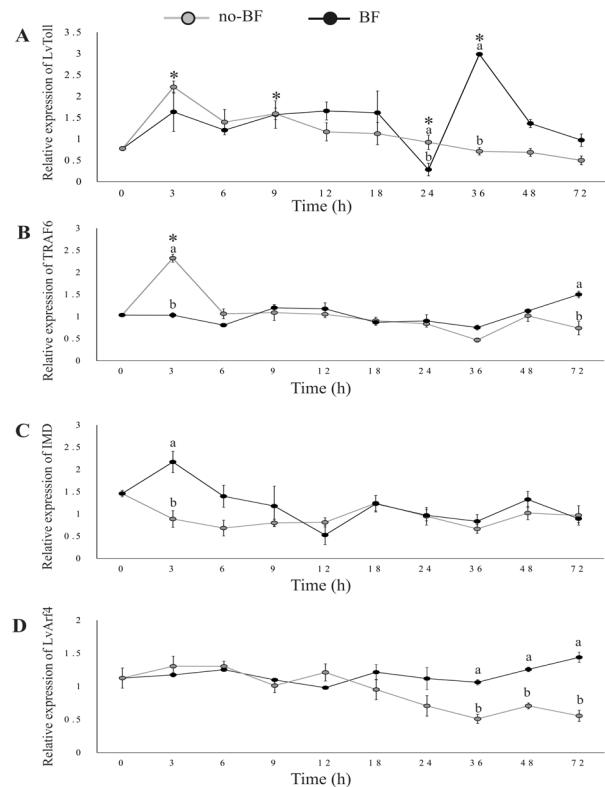 no-BF BF
A
Relative expression of LvToll
3.5
3
2.5
2
1.5
1
0.5
0
* * * *
a b a b
0 3 6 9 12 18 24 36 48 72
Time (h)
B
Relative expression of TRAF6
3
2.5
2
1.5
1
0.5
0
*
a a
b b
0 3 6 9 12 18 24 36 48 72
Time (h)
C
Relative expression of IMD
3
2.5
2
1.5
1
0.5
0
a
b
0 3 6 9 12 18 24 36 48 72
Time (h)
D
Relative expression of LvArf4
2
1.5
1
0.5
0
a a a
b b b
0 3 6 9 12 18 24 36 48 72
Time (h)